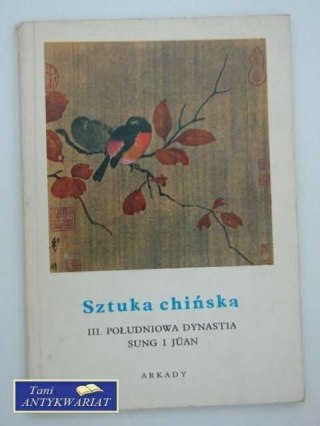 Sztuka chińska
III. POŁUDNIOWA DYNASTIA
SUNG I JÜAN
ARKADY
Tani
ANTYKWARIAT